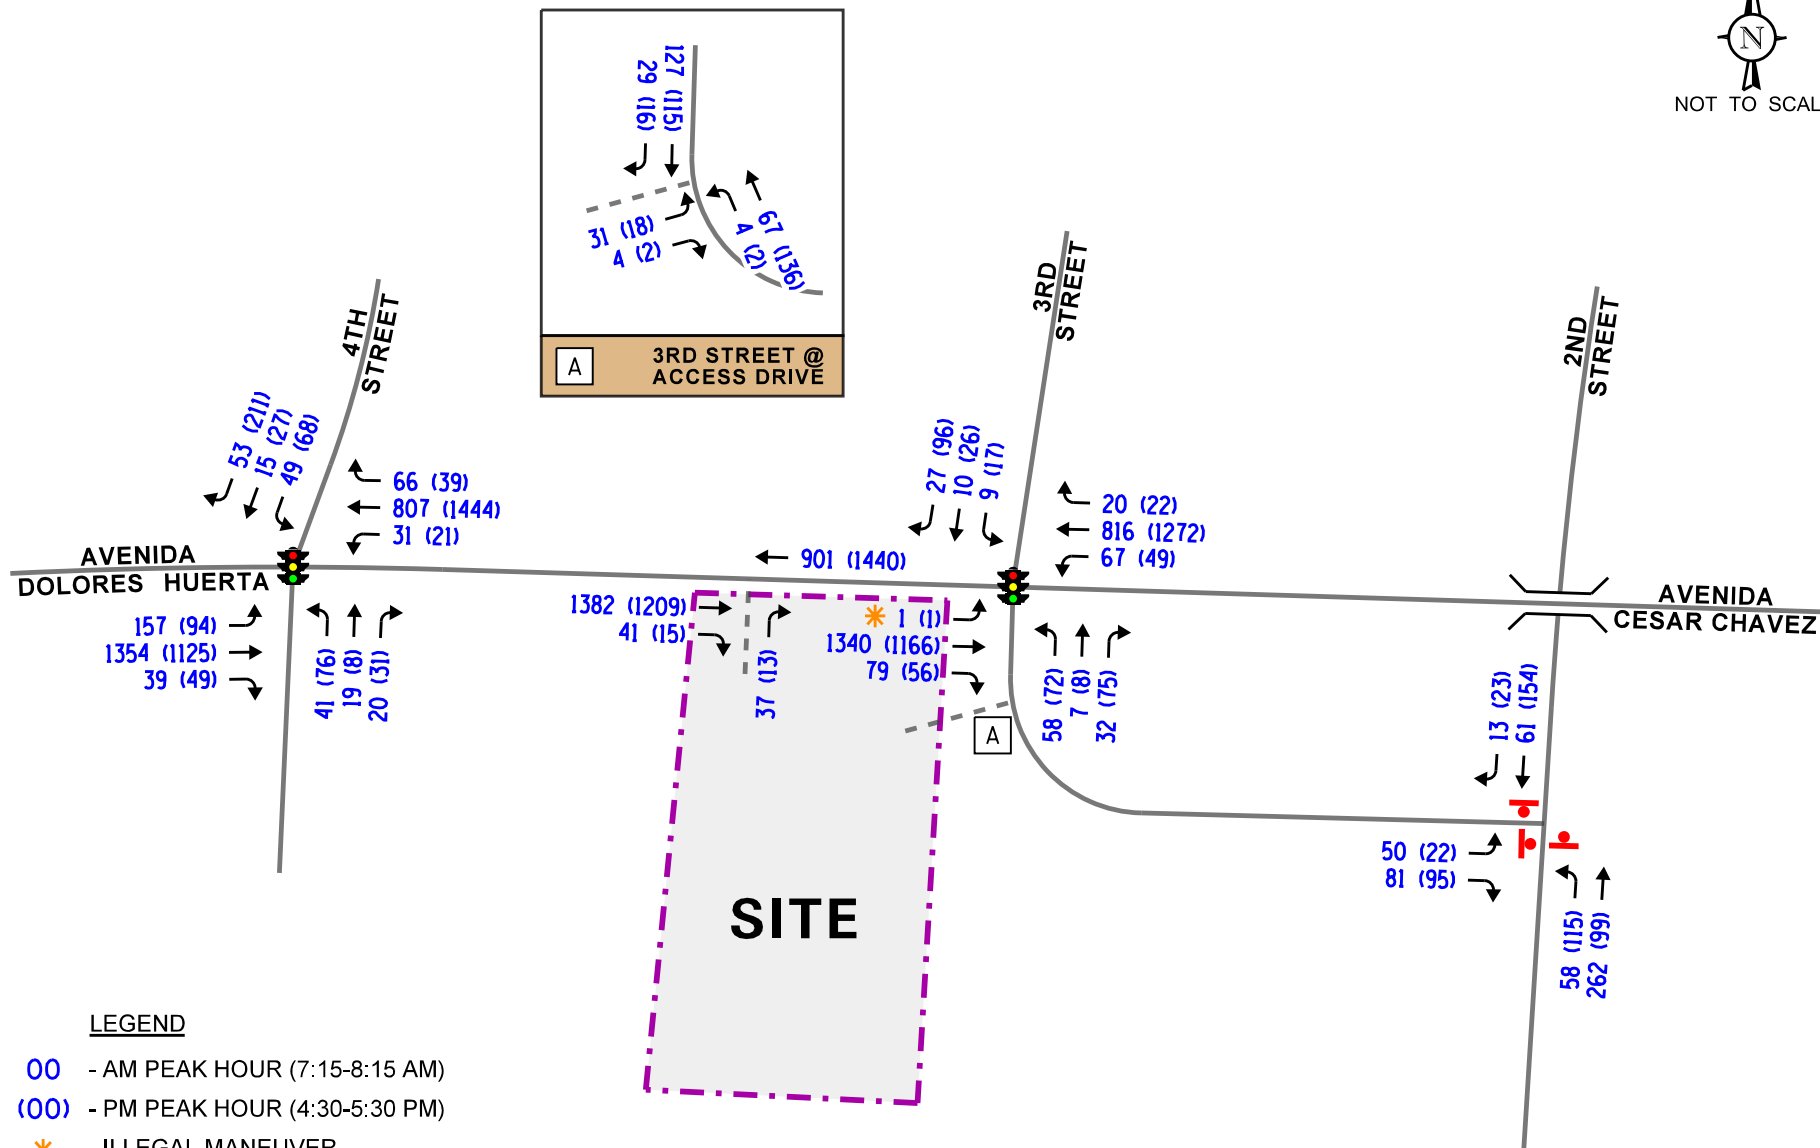 N
NOT TO SCAL
127 (115)
29 (16)
31 (18)
4 (2)
67 (136)
4 (2)
A
3RD STREET @
ACCESS DRIVE
4TH
STREET
3RD
STREET
2ND
STREET
53 (211)
15 (27)
49 (68)
66 (39)
807 (1444)
31 (21)
27 (96)
10 (26)
9 (17)
20 (22)
816 (1272)
67 (49)
AVENIDA
DOLORES HUERTA
901 (1440)
AVENIDA
CESAR CHAVEZ
157 (94)
1354 (1125)
39 (49)
41 (76)
19 (8)
20 (31)
1382 (1209)
41 (15)
37 (13)
1 (1)
1340 (1166)
79 (56)
58 (72)
7 (8)
32 (75)
A
13 (23)
61 (154)
50 (22)
81 (95)
58 (115)
262 (99)
SITE
LEGEND
00 - AM PEAK HOUR (7:15-8:15 AM)
(00) - PM PEAK HOUR (4:30-5:30 PM)
- ILLEGAL MANEUVER